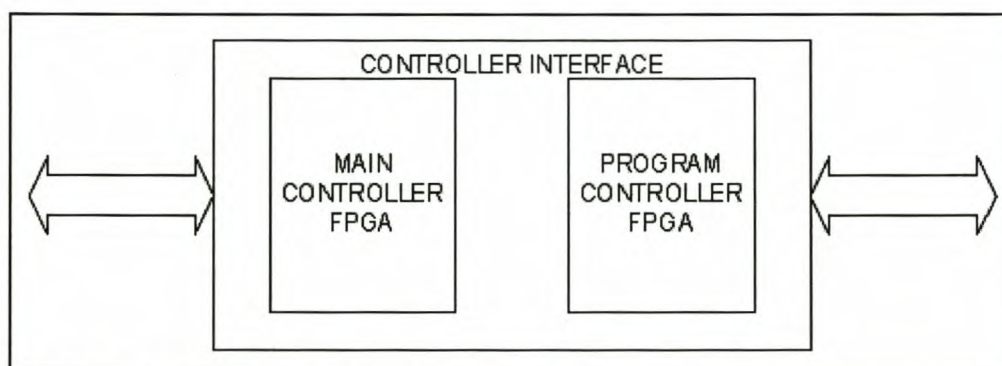 CONTROLLER INTERFACE
MAIN
CONTROLLER
FPGA
PROGRAM
CONTROLLER
FPGA